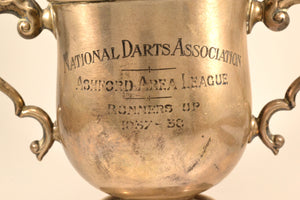 NATIONAL DARTS ASSOCIATION
ASHFORD AREA LEAGUE
RUNNERS UP
1937-38